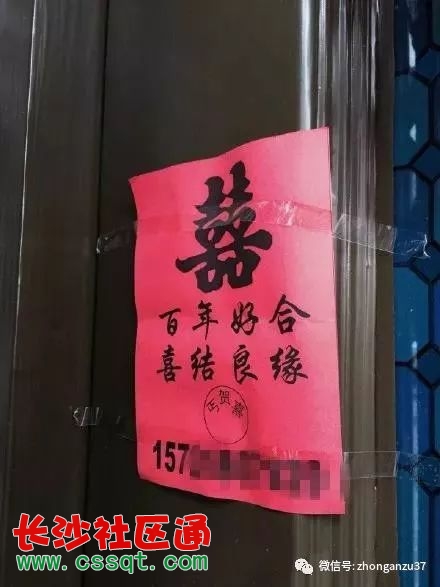 囍
百年好合
喜结良缘
贺
157
长沙社区通
www.cssqt.com
微信号: zhonganzu37